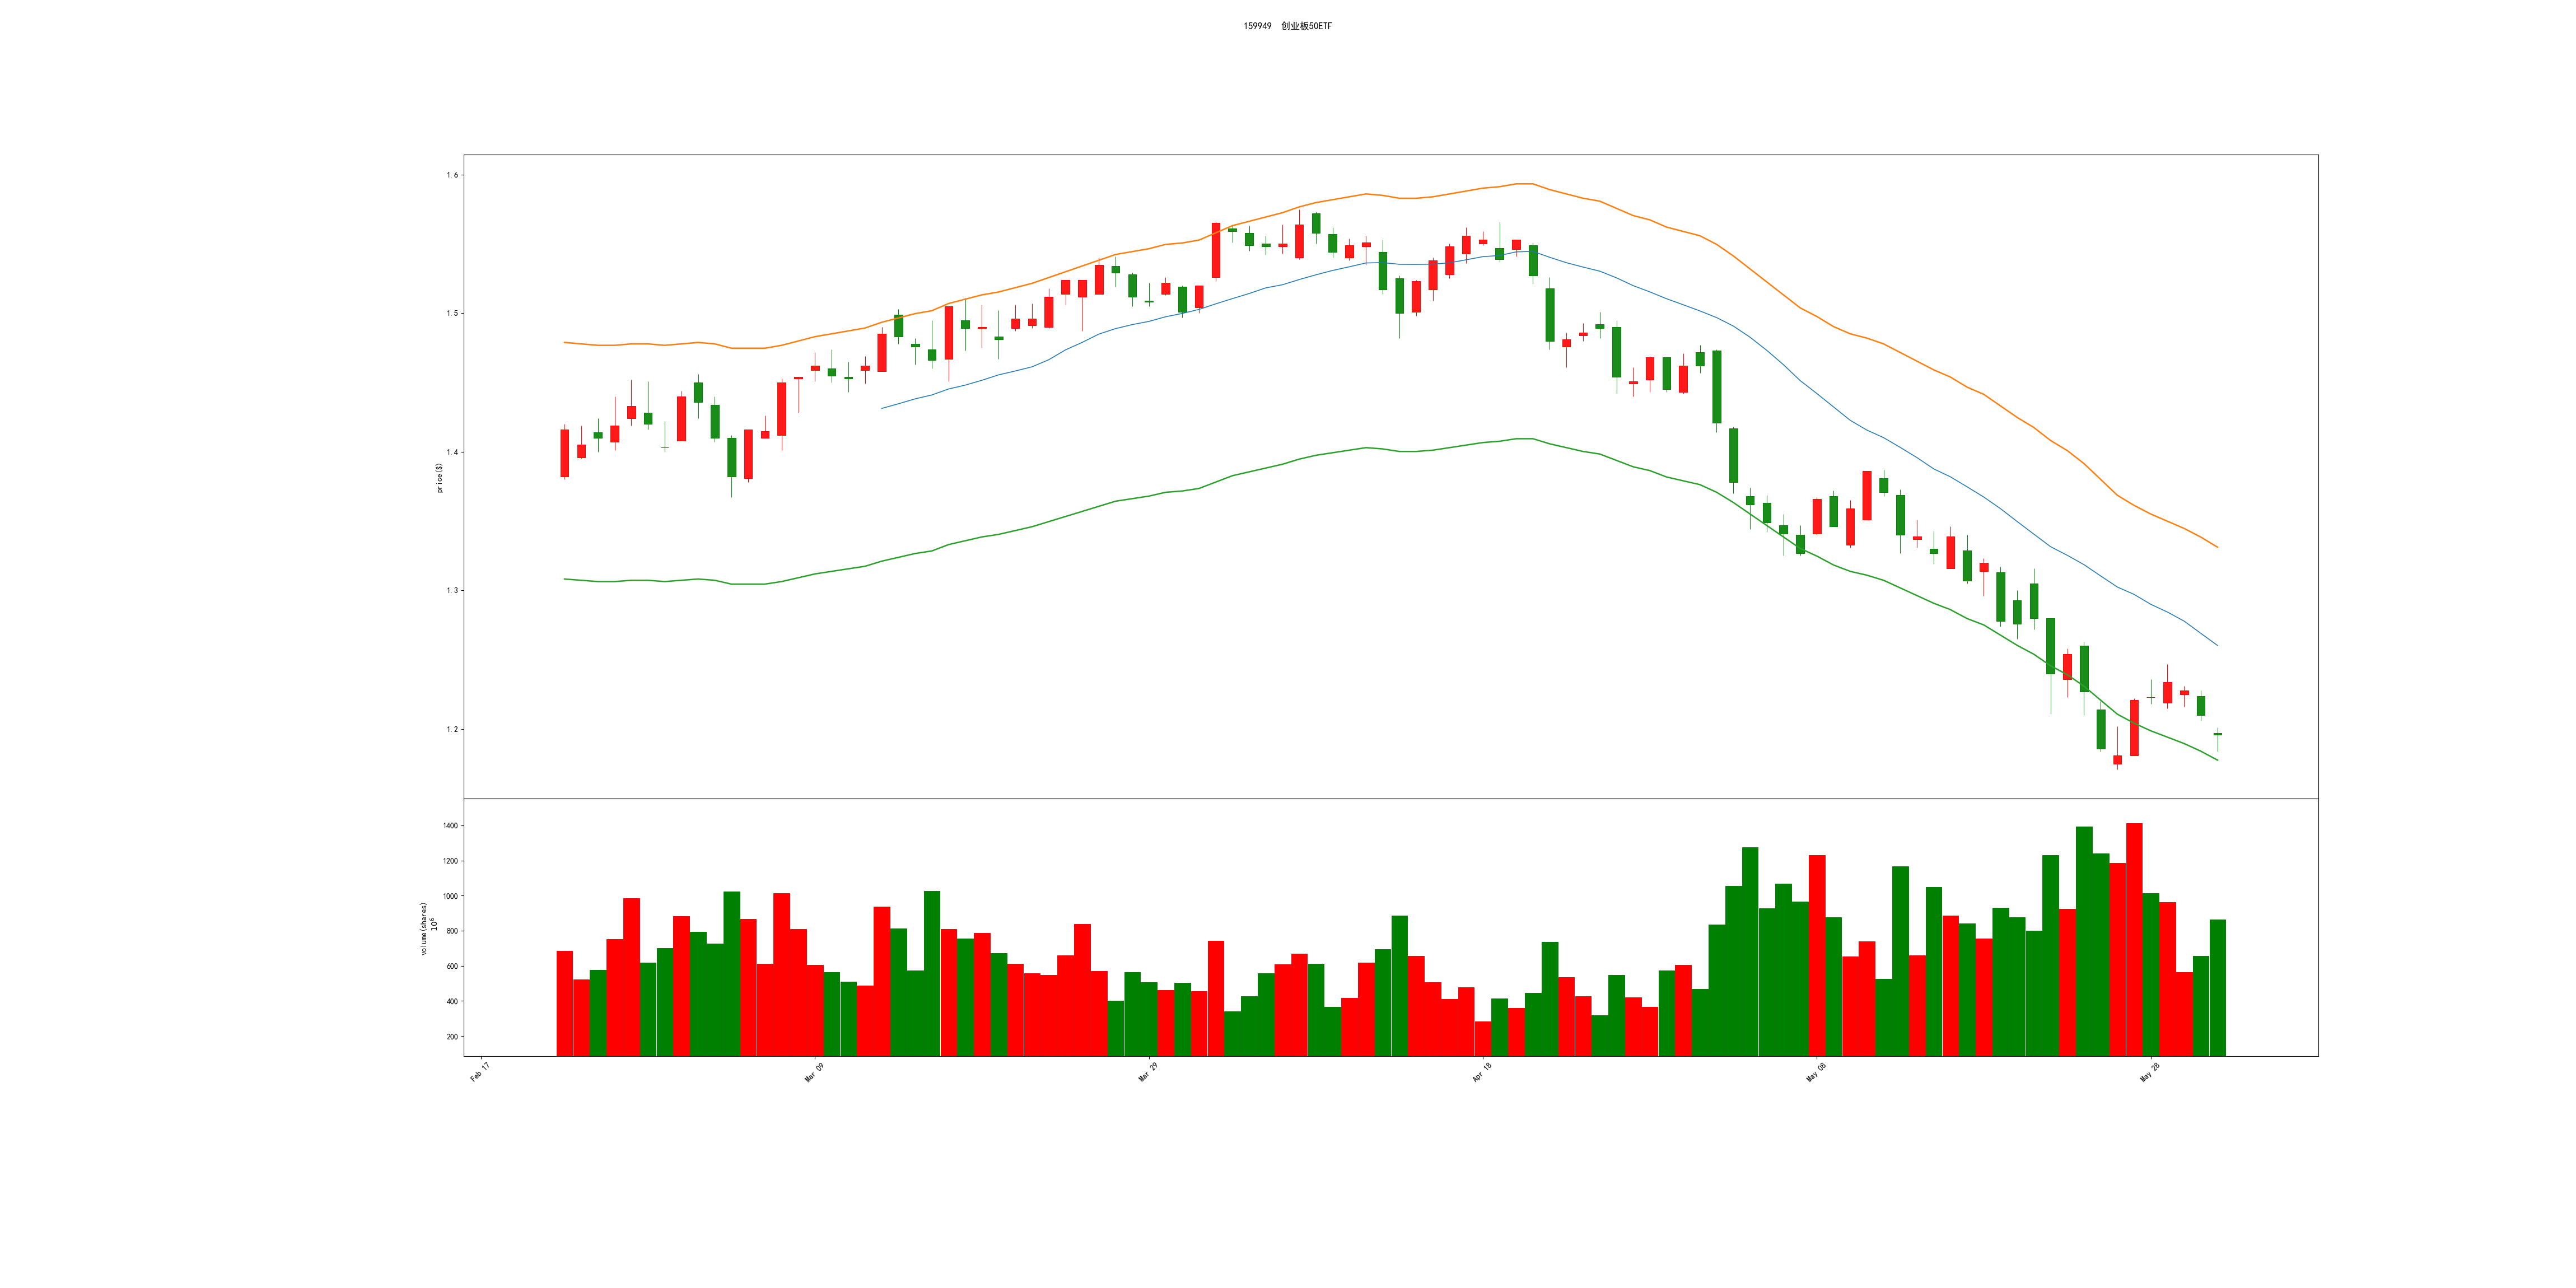 159949 创业板50ETF
price($)
1.6
1.5
1.4
1.3
1.2
volume(shares)
10⁶
1400
1200
1000
800
600
400
200
Feb 17
Mar 09
Mar 29
Apr 18
May 08
May 28